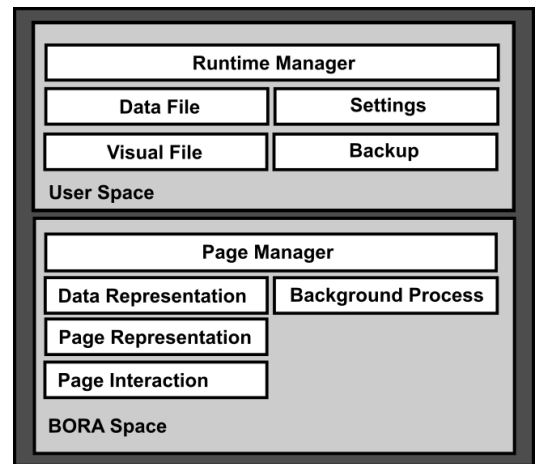 Runtime Manager
Data File
Settings
Visual File
Backup
User Space
Page Manager
Data Representation
Background Process
Page Representation
Page Interaction
BORA Space